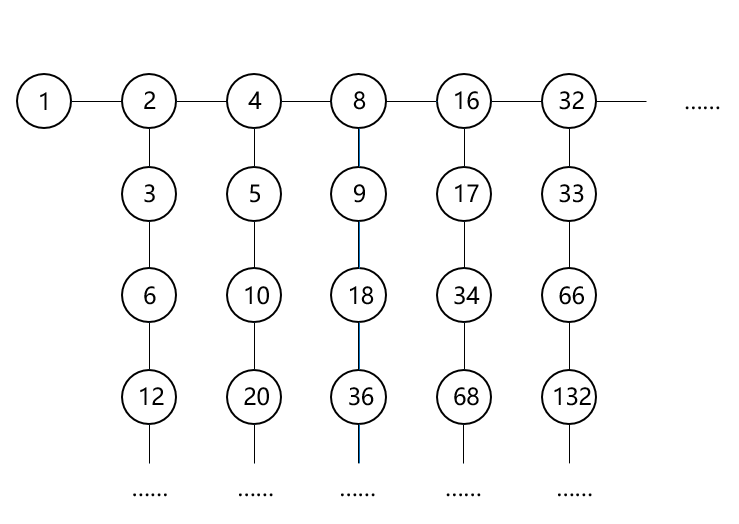 1 2 4 8 16 32 ......
3 5 9 17 33
6 10 18 34 66
12 20 36 68 132
...... ...... ...... ...... ......